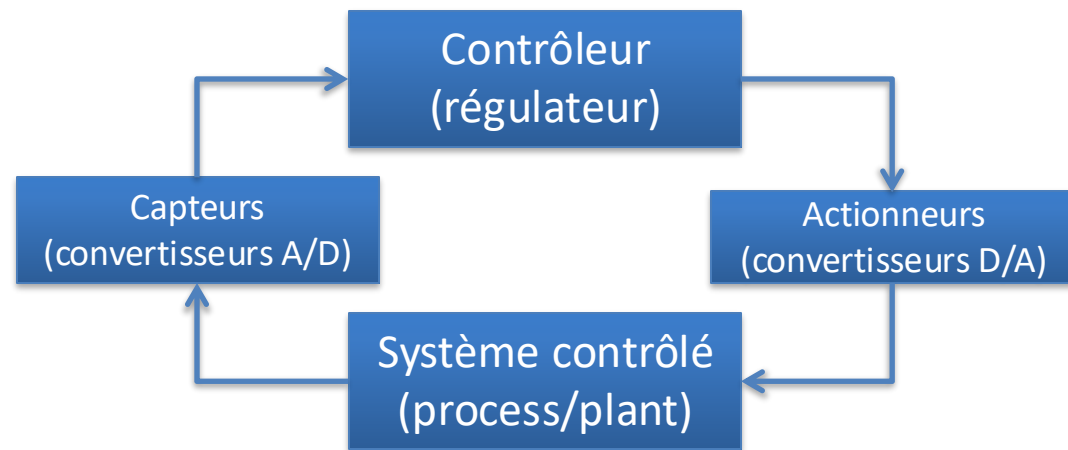 Contrôleur
(régulateur)
Capteurs
(convertisseurs A/D)
Actionneurs
(convertisseurs D/A)
Système contrôlé
(process/plant)